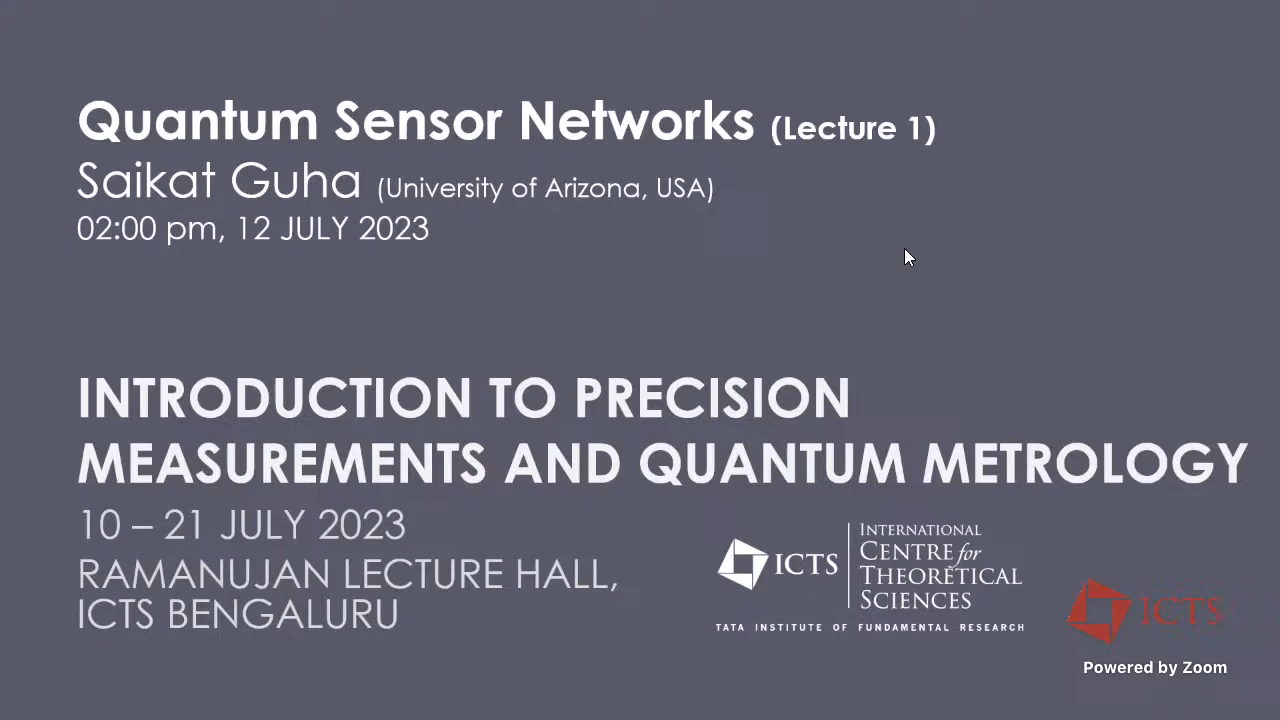 Quantum Sensor Networks (Lecture 1)
Saikat Guha (University of Arizona, USA)
02:00 pm, 12 JULY 2023
INTRODUCTION TO PRECISION
MEASUREMENTS AND QUANTUM METROLOGY
10 – 21 JULY 2023
RAMANUJAN LECTURE HALL,
ICTS BENGALURU
ICTS
INTERNATIONAL
CENTRE for
THEORETICAL
SCIENCES
TATA INSTITUTE OF FUNDAMENTAL RESEARCH
ICTS
Powered by Zoom